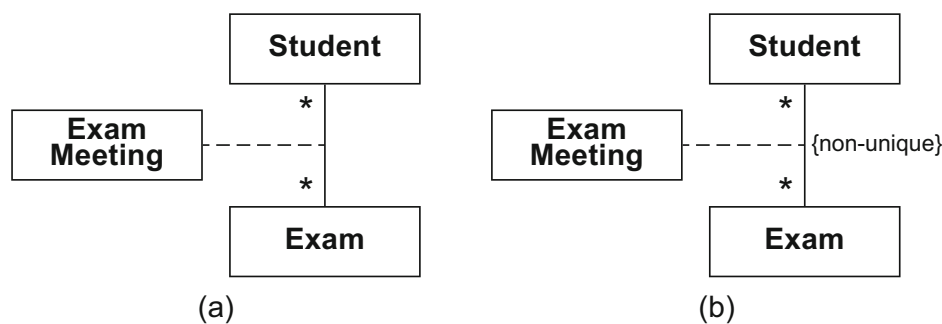 Student
*
Exam
Meeting
*
Exam
(a)
Student
*
Exam
Meeting
{non-unique}
*
Exam
(b)